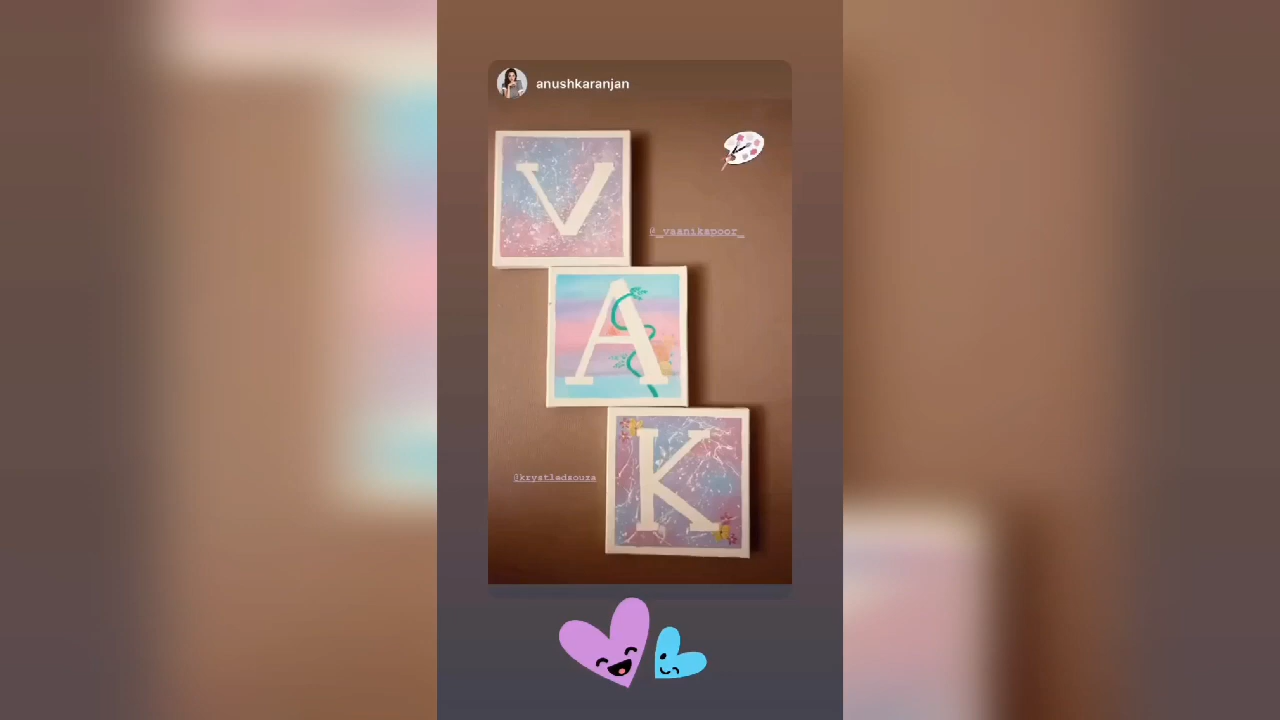 anushkaranjan
V
@_vaanikapoor_
A
@krystledsouza
K